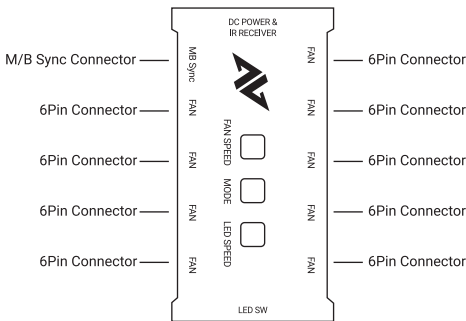 DC POWER &
IR RECEIVER
M/B Sync Connector
MB Sync
FAN
6Pin Connector
6Pin Connector
FAN
FAN
6Pin Connector
FAN SPEED
6Pin Connector
FAN
FAN
6Pin Connector
MODE
6Pin Connector
FAN
FAN
6Pin Connector
LED SPEED
6Pin Connector
FAN
FAN
6Pin Connector
LED SW